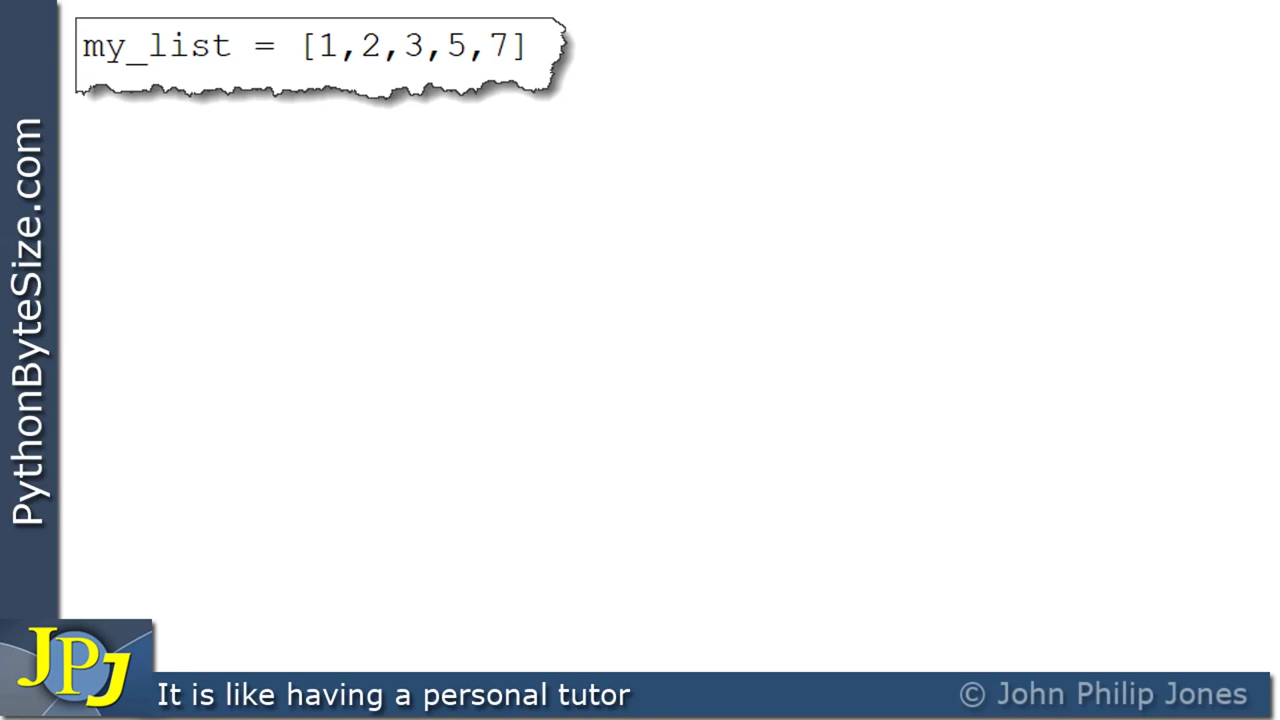 my_list = [1,2,3,5,7]
PythonByteSize.com
JPJ
It is like having a personal tutor
© John Philip Jones